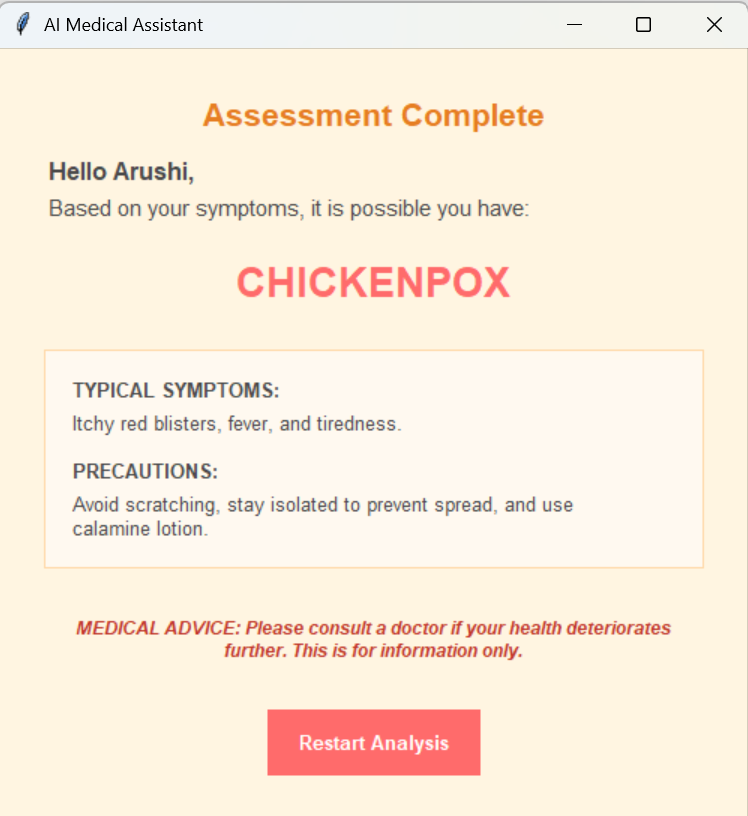 AI Medical Assistant
Assessment Complete
Hello Arushi,
Based on your symptoms, it is possible you have:
CHICKENPOX
TYPICAL SYMPTOMS:
Itchy red blisters, fever, and tiredness.
PRECAUTIONS:
Avoid scratching, stay isolated to prevent spread, and use
calamine lotion.
MEDICAL ADVICE: Please consult a doctor if your health deteriorates
further. This is for information only.
Restart Analysis